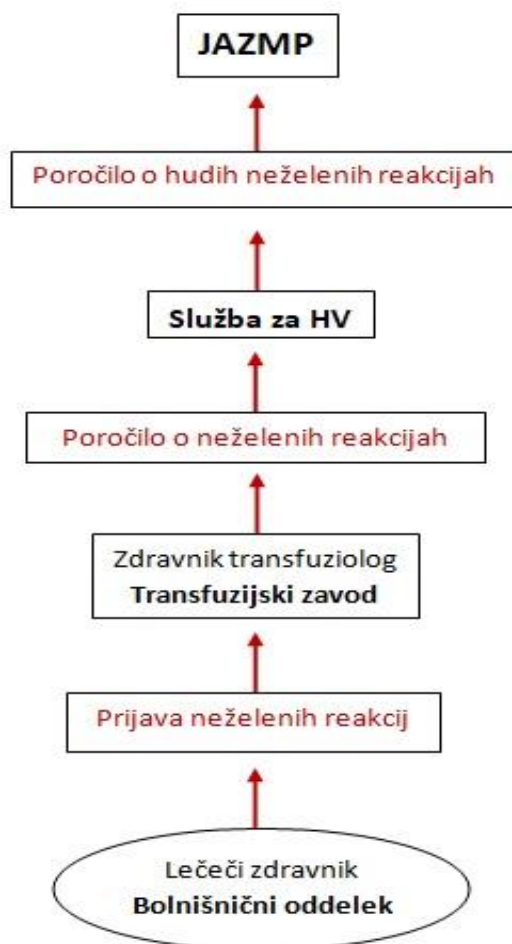 JAZMP
Poročilo o hudih neželenih reakcijah
Služba za HV
Poročilo o neželenih reakcijah
Zdravnik transfuziolog
Transfuzijski zavod
Prijava neželenih reakcij
Lečeči zdravnik
Bolnišnični oddelek